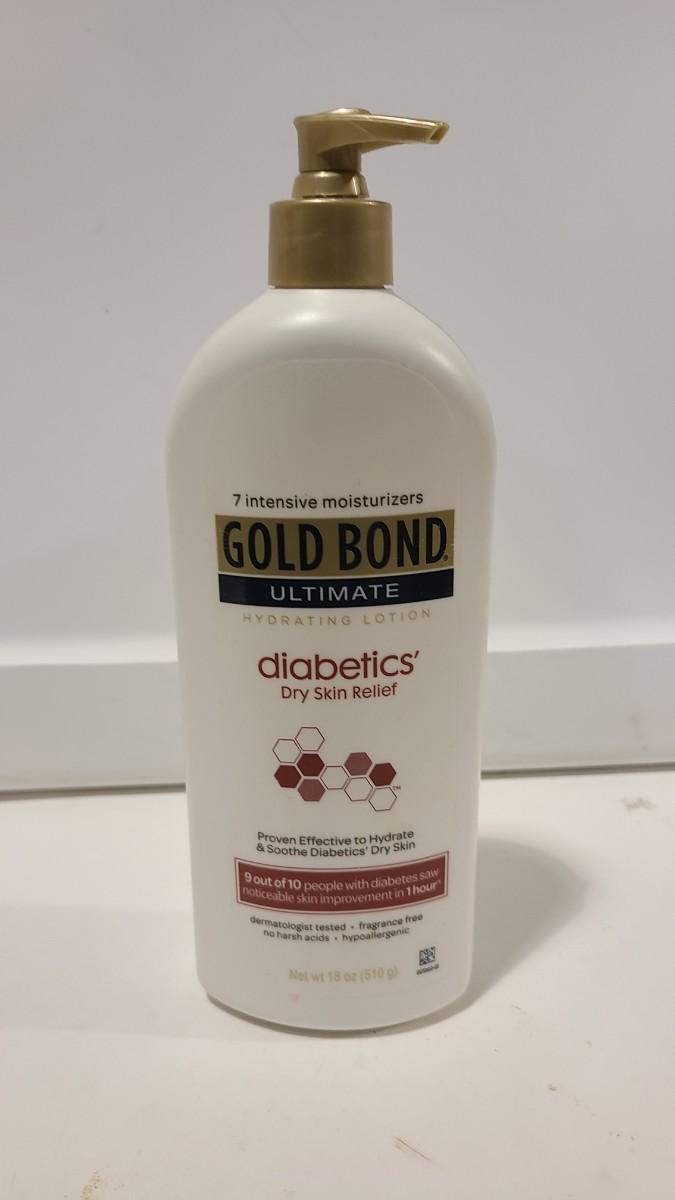 7 intensive moisturizers
GOLD BOND®
ULTIMATE
HYDRATING LOTION
diabetics’
Dry Skin Relief
™
Proven Effective to Hydrate
& Soothe Diabetics’ Dry Skin
9 out of 10 people with diabetes saw
noticeable skin improvement in 1 hour
dermatologist tested • fragrance free
no harsh acids • hypoallergenic
Net wt 18 oz (510 g)